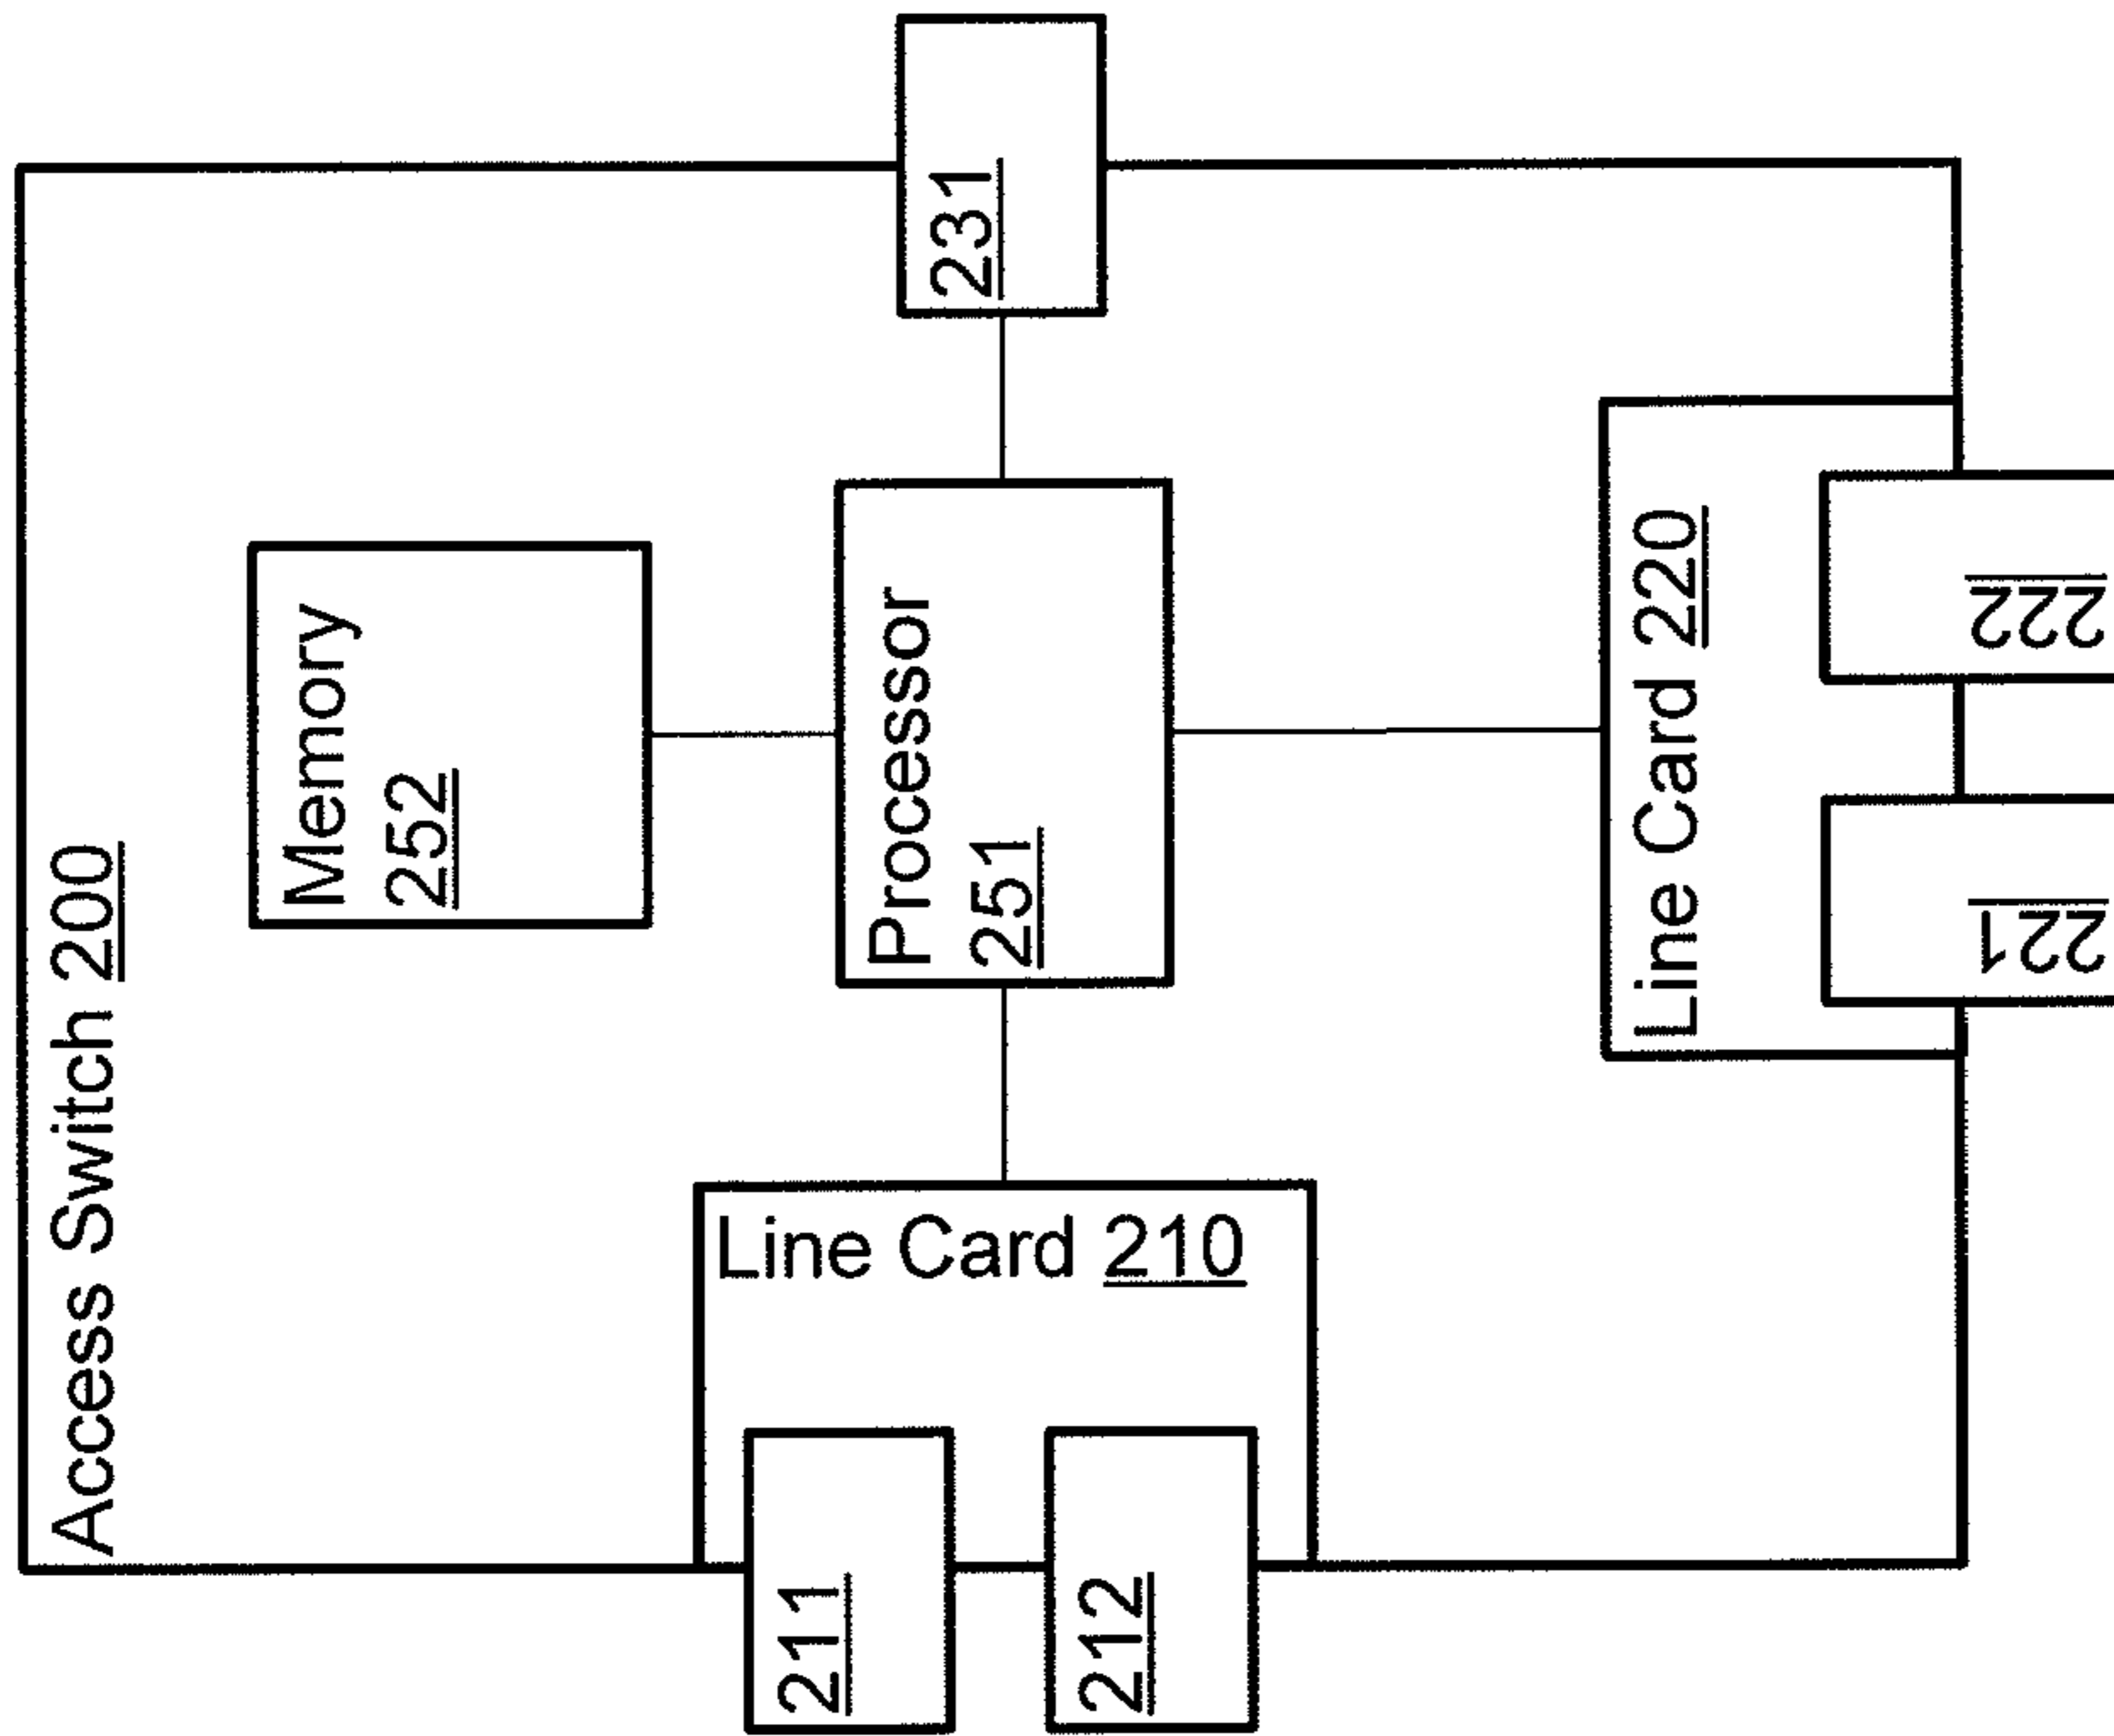 Access Switch 200
Memory
252
Processor
251
231
Line Card 210
211
212
Line Card 220
221
222